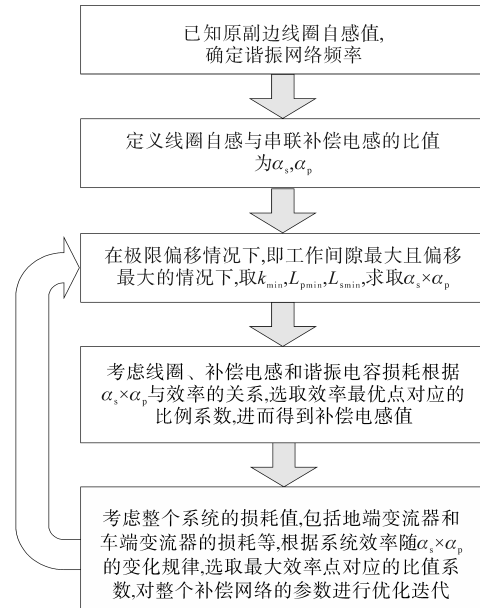 已知原副边线圈自感值,
确定谐振网络频率
定义线圈自感与串联补偿电感的比值
为αs,αp
在极限偏移情况下,即工作间隙最大且偏移
最大的情况下,取kmin,Lpmin,Lsmin,求取αs×αp
考虑线圈、补偿电感和谐振电容损耗根据
αs×αp与效率的关系,选取效率最优点对应的
比例系数,进而得到补偿电感值
考虑整个系统的损耗值,包括地端变流器和
车端变流器的损耗等,根据系统效率随αs×αp
的变化规律,选取最大效率点对应的比值系
数,对整个补偿网络的参数进行优化迭代